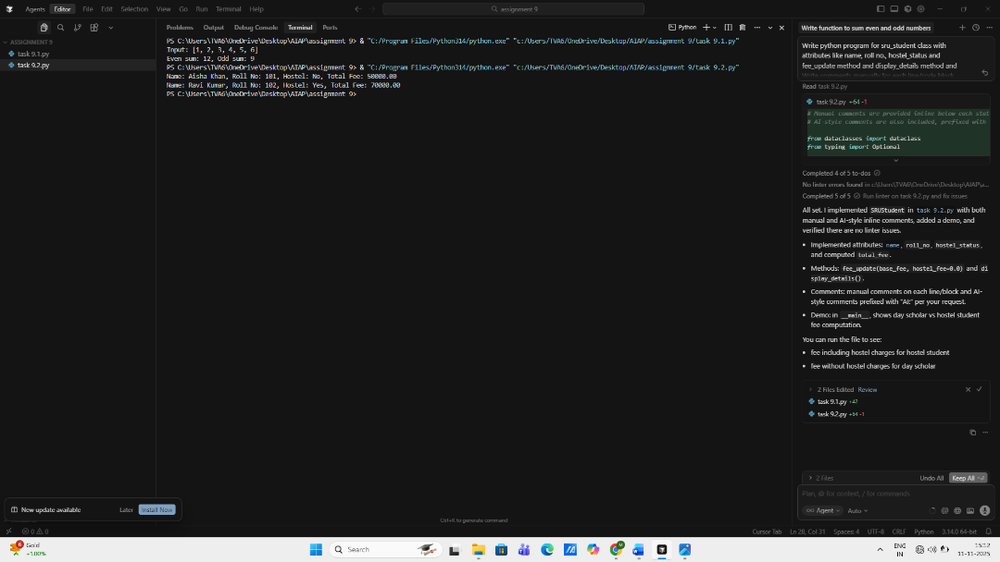 Agents Editor File Edit Selection View Go Run Terminal Help
assignment 9
ASSIGNMENT 9
task 9.1.py
task 9.2.py
Problems Output Debug Console Terminal Ports
Python
PS C:\Users\TVA6\OneDrive\Desktop\AIAP\assignment 9> & "C:/Program Files/Python314/python.exe" "c:/Users/TVA6/OneDrive/Desktop/AIAP/assignment 9/task 9.1.py"
Input: [1, 2, 3, 4, 5, 6]
Even sum: 12, Odd sum: 9
PS C:\Users\TVA6\OneDrive\Desktop\AIAP\assignment 9> & "C:/Program Files/Python314/python.exe" "c:/Users/TVA6/OneDrive/Desktop/AIAP/assignment 9/task 9.2.py"
Name: Aisha Khan, Roll No: 101, Hostel: No, Total Fee: 50000.00
Name: Ravi Kumar, Roll No: 102, Hostel: Yes, Total Fee: 70000.00
PS C:\Users\TVA6\OneDrive\Desktop\AIAP\assignment 9>
Ctrl+K to generate command
New update available Later Install Now
Write function to sum even and odd numbers
Write python program for sru_student class with
attributes like name, roll no., hostel_status and
fee_update method and display_details method and
Read task 9.2.py
task 9.2.py +64 -1
# Manual comments are provided inline below each stat
# AI-style comments are also included, prefixed with
from dataclasses import dataclass
from typing import Optional
Completed 4 of 5 to-dos
No linter errors found in c:\Users\TVA6\OneDrive\Desktop\AIAP\a...
Completed 5 of 5 Run linter on task 9.2.py and fix issues
All set. I implemented SRUStudent in task 9.2.py with both
manual and AI-style inline comments, added a demo, and
verified there are no linter issues.
• Implemented attributes: name, roll_no, hostel_status,
and computed total_fee.
• Methods: fee_update(base_fee, hostel_fee=0.0) and di
splay_details().
• Comments: manual comments on each line/block and AI-
style comments prefixed with "AI:" per your request.
• Demo: in __main__, shows day scholar vs hostel student
fee computation.
You can run the file to see:
• fee including hostel charges for hostel student
• fee without hostel charges for day scholar
2 Files Edited Review
task 9.1.py +42
task 9.2.py +64 -1
2 Files Undo All Keep All
Plan, @ for context, / for commands
Agent Auto
0 0
Cursor Tab Ln 28, Col 31 Spaces: 4 UTF-8 CRLF Python 3.14.0 64-bit
6
Gold
+1.00%
Search
ENG
IN
15:12
11-11-2025